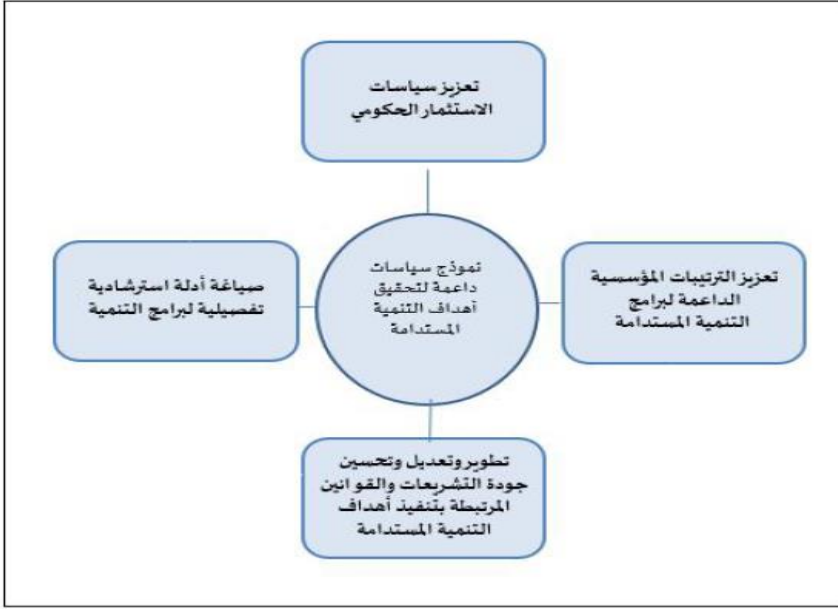 تعزيز سياسات
الاستثمار الحكومي
تعزيز الترتيبات المؤسسية
الداعمة لبرامج
التنمية المستدامة
نموذج سياسات
داعمة لتحقيق
أهداف التنمية
المستدامة
صياغة أدلة استرشادية
تفصيلية لبرامج التنمية
تطوير وتعديل وتحسين
جودة التشريعات والقوانين
المرتبطة بتنفيذ أهداف
التنمية المستدامة